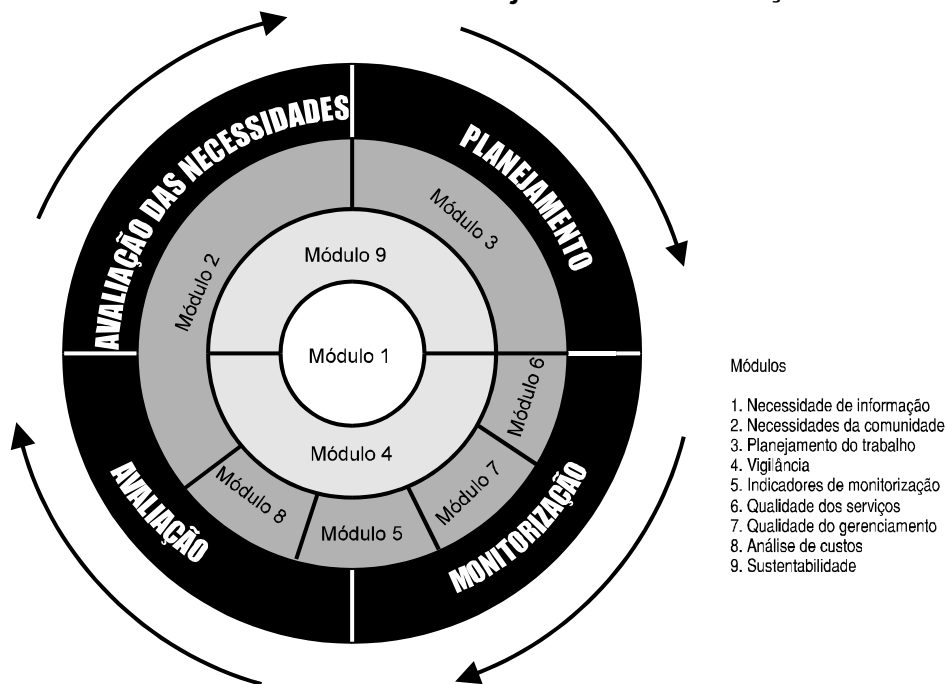 AVALIAÇÃO DAS NECESSIDADES
PLANEJAMENTO
Módulo 2
Módulo 3
Módulo 9
Módulo 1
Módulo 6
Módulo 4
Módulo 7
Módulo 8
Módulo 5
AVALIAÇÃO
MONITORIZAÇÃO
Módulos
1. Necessidade de informação
2. Necessidades da comunidade
3. Planejamento do trabalho
4. Vigilância
5. Indicadores de monitorização
6. Qualidade dos serviços
7. Qualidade do gerenciamento
8. Análise de custos
9. Sustentabilidade